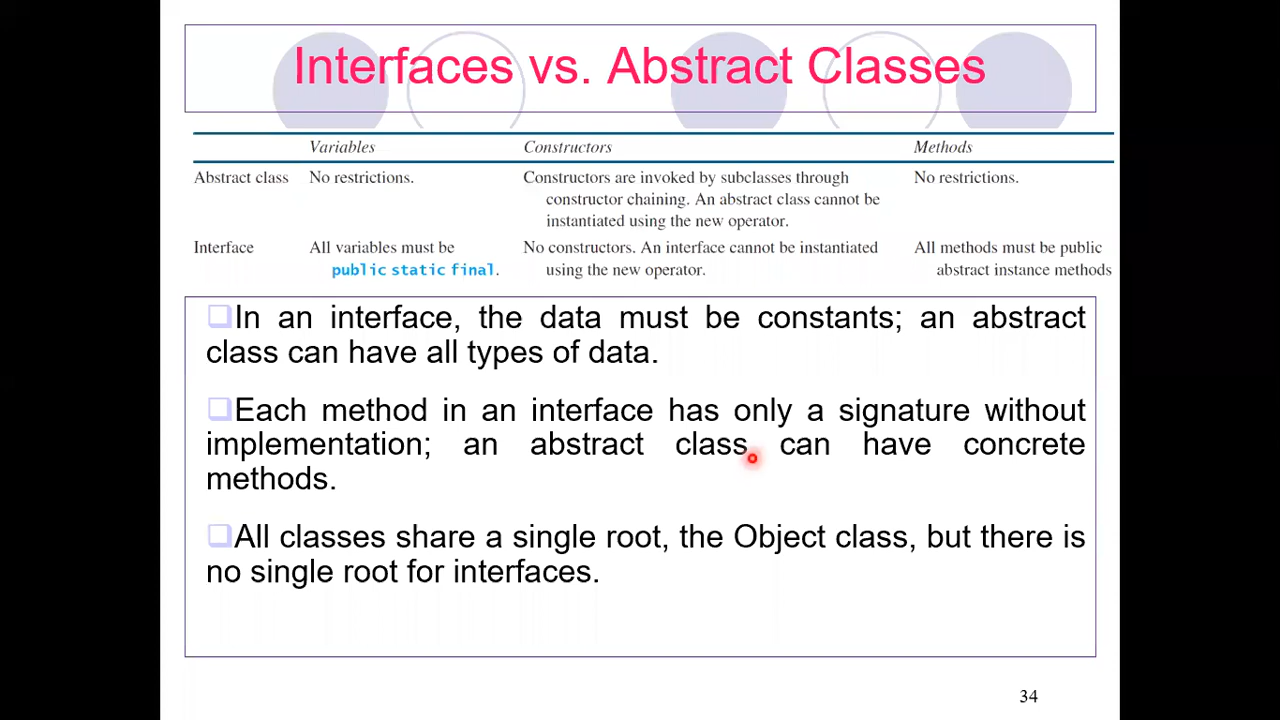 Interfaces vs. Abstract Classes
Variables Constructors Methods
Abstract class No restrictions. Constructors are invoked by subclasses through No restrictions.
constructor chaining. An abstract class cannot be
instantiated using the new operator.
Interface All variables must be No constructors. An interface cannot be instantiated All methods must be public
public static final. using the new operator. abstract instance methods
In an interface, the data must be constants; an abstract
class can have all types of data.
Each method in an interface has only a signature without
implementation; an abstract class can have concrete
methods.
All classes share a single root, the Object class, but there is
no single root for interfaces.
34